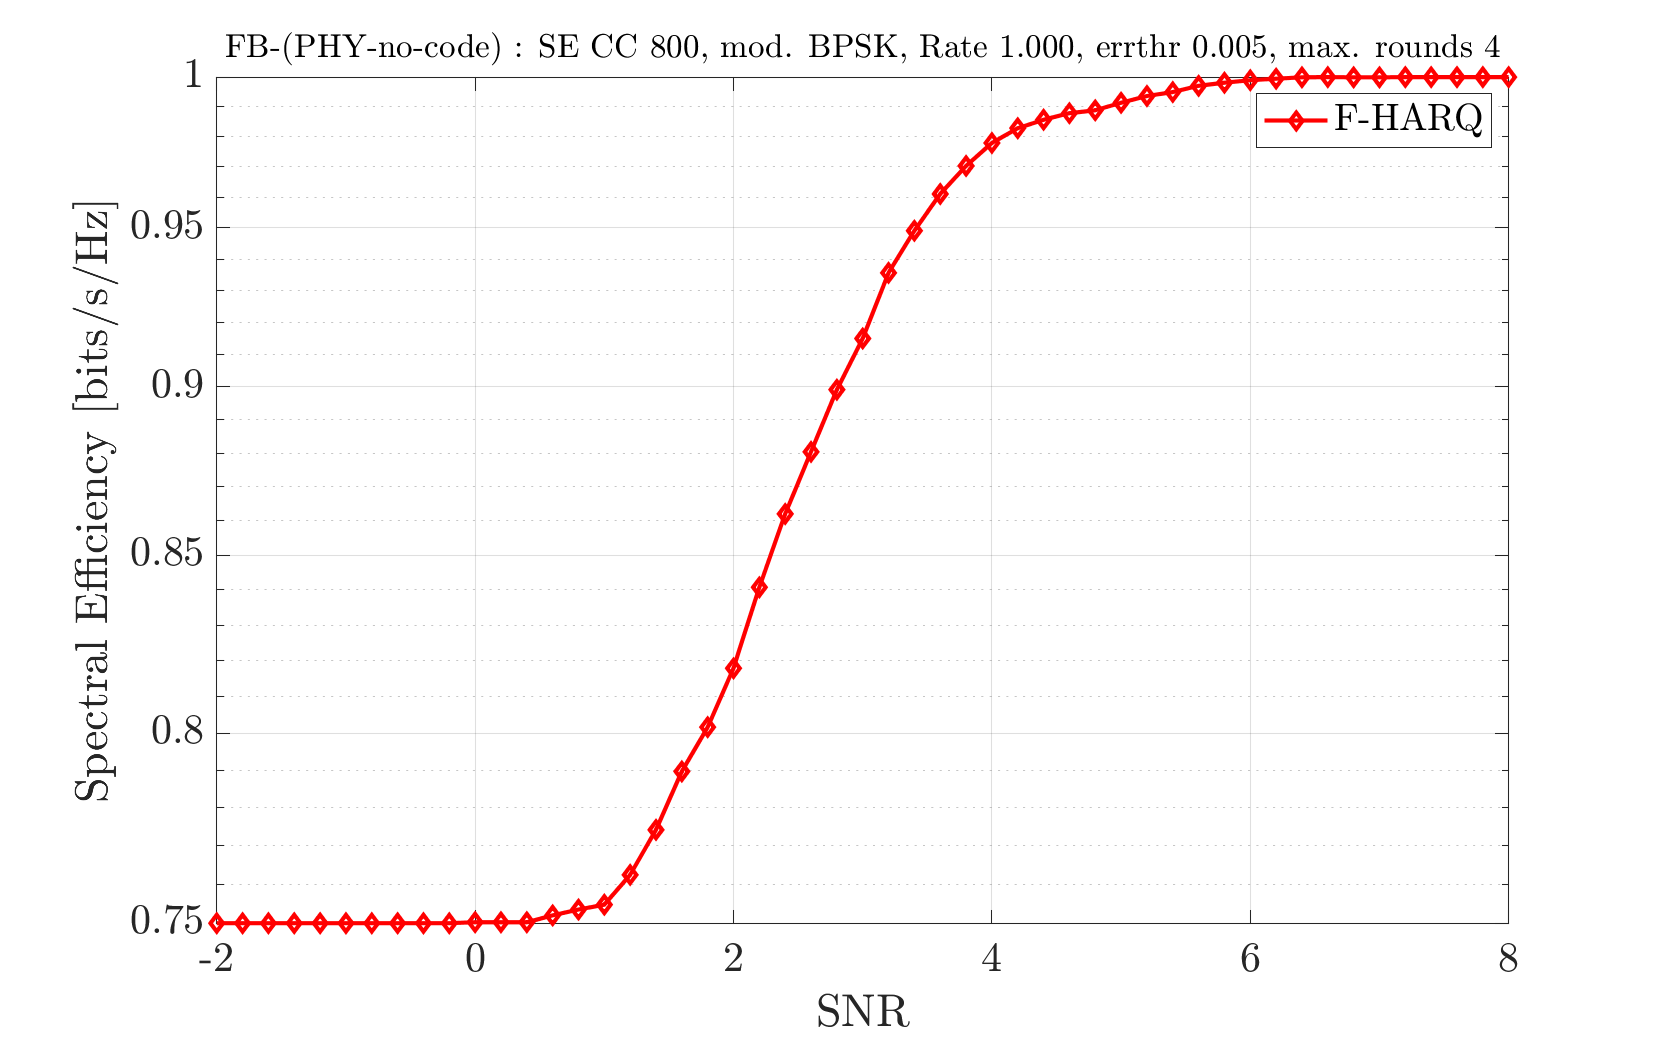 FB-(PHY-no-code) : SE CC 800, mod. BPSK, Rate 1.000, errthr 0.005, max. rounds 4
1
F-HARQ
0.95
0.9
0.85
0.8
0.75
Spectral Efficiency [bits/s/Hz]
-2 0 2 4 6 8
SNR